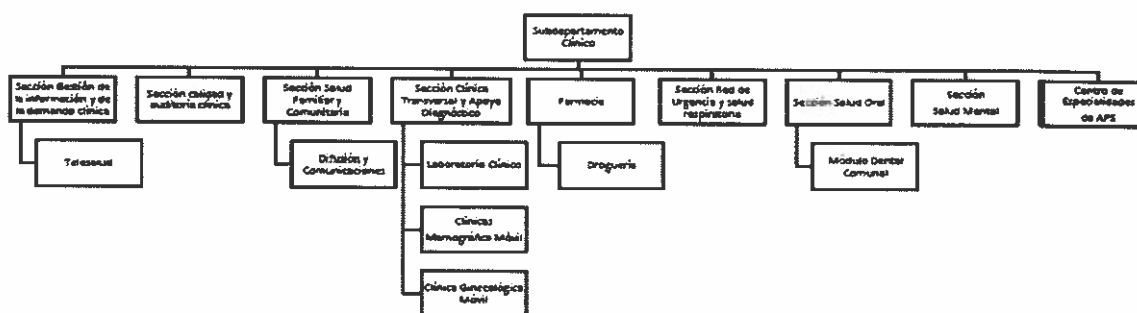 Subdepartamento
Clínico
Sección Gestión de
la información y de
la demanda clínica
Sección calidad y
auditoría clínica
Sección Salud
Familiar y
Comunitaria
Sección Clínica
Transversal y Apoyo
Diagnóstico
Farmacia
Sección Red de
Urgencia y salud
respiratoria
Sección Salud Oral
Sección
Salud Mental
Centro de
Especialidades
de APS
Telesalud
Difusión y
Comunicaciones
Laboratorio Clínico
Droguería
Módulo Dental
Comunal
Clínicas
Mamográfica Móvil
Clínica Ginecológica
Móvil